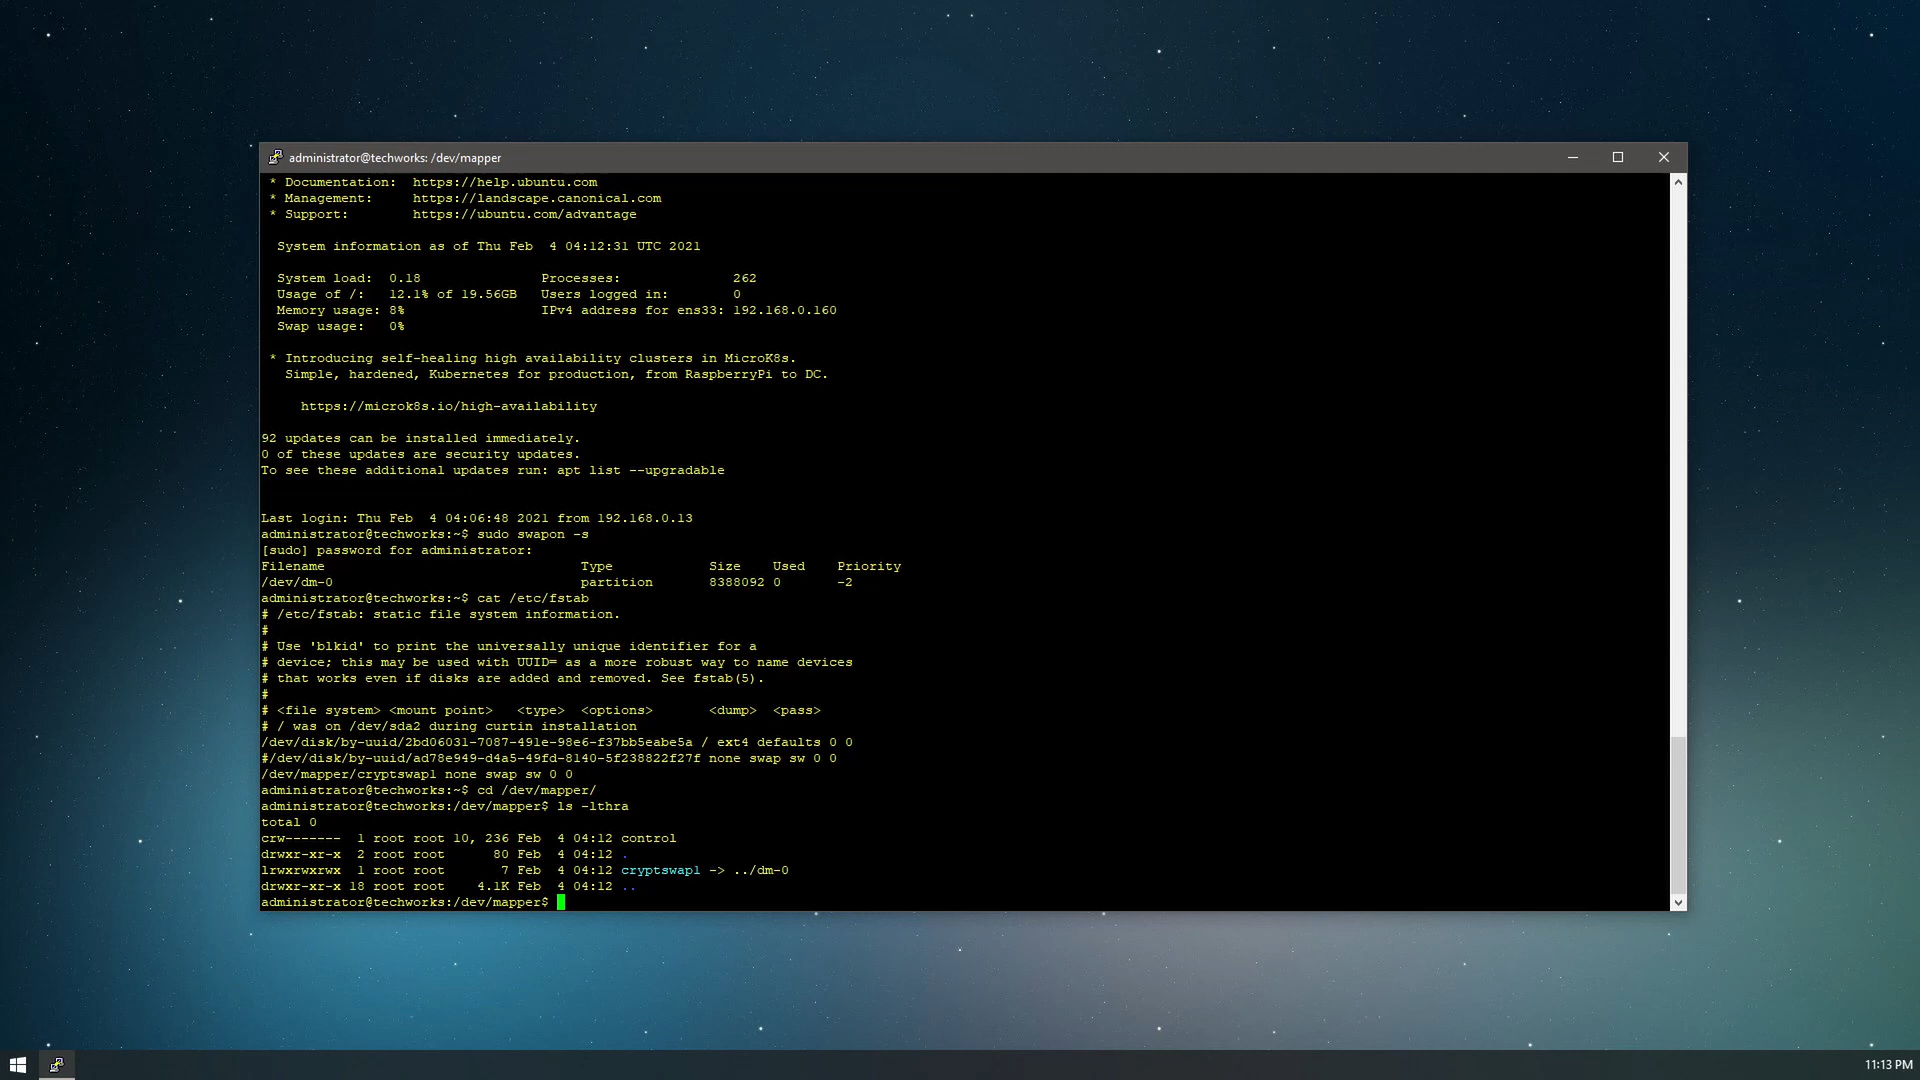 administrator@techworks: /dev/mapper
* Documentation:  https://help.ubuntu.com
* Management:     https://landscape.canonical.com
* Support:        https://ubuntu.com/advantage
System information as of Thu Feb  4 04:12:31 UTC 2021
System load:  0.18               Processes:              262
Usage of /:   12.1% of 19.56GB   Users logged in:        0
Memory usage: 8%                 IPv4 address for ens33: 192.168.0.160
Swap usage:   0%
* Introducing self-healing high availability clusters in MicroK8s.
Simple, hardened, Kubernetes for production, from RaspberryPi to DC.
https://microk8s.io/high-availability
92 updates can be installed immediately.
0 of these updates are security updates.
To see these additional updates run: apt list --upgradable
Last login: Thu Feb  4 04:06:48 2021 from 192.168.0.13
administrator@techworks:~$ sudo swapon -s
[sudo] password for administrator:
Filename                                Type            Size    Used    Priority
/dev/dm-0                               partition       8388092 0       -2
administrator@techworks:~$ cat /etc/fstab
# /etc/fstab: static file system information.
#
# Use 'blkid' to print the universally unique identifier for a
# device; this may be used with UUID= as a more robust way to name devices
# that works even if disks are added and removed. See fstab(5).
#
# <file system> <mount point>   <type>  <options>       <dump>  <pass>
# / was on /dev/sda2 during curtin installation
/dev/disk/by-uuid/2bd06031-7087-491e-98e6-f37bb5eabe5a / ext4 defaults 0 0
#/dev/disk/by-uuid/ad78e949-d4a5-49fd-8140-5f238822f27f none swap sw 0 0
/dev/mapper/cryptswap1 none swap sw 0 0
administrator@techworks:~$ cd /dev/mapper/
administrator@techworks:/dev/mapper$ ls -lthra
total 0
crw-------  1 root root 10, 236 Feb  4 04:12 control
drwxr-xr-x  2 root root      80 Feb  4 04:12 .
lrwxrwxrwx  1 root root       7 Feb  4 04:12 cryptswap1 -> ../dm-0
drwxr-xr-x 18 root root    4.1K Feb  4 04:12 ..
administrator@techworks:/dev/mapper$
11:13 PM